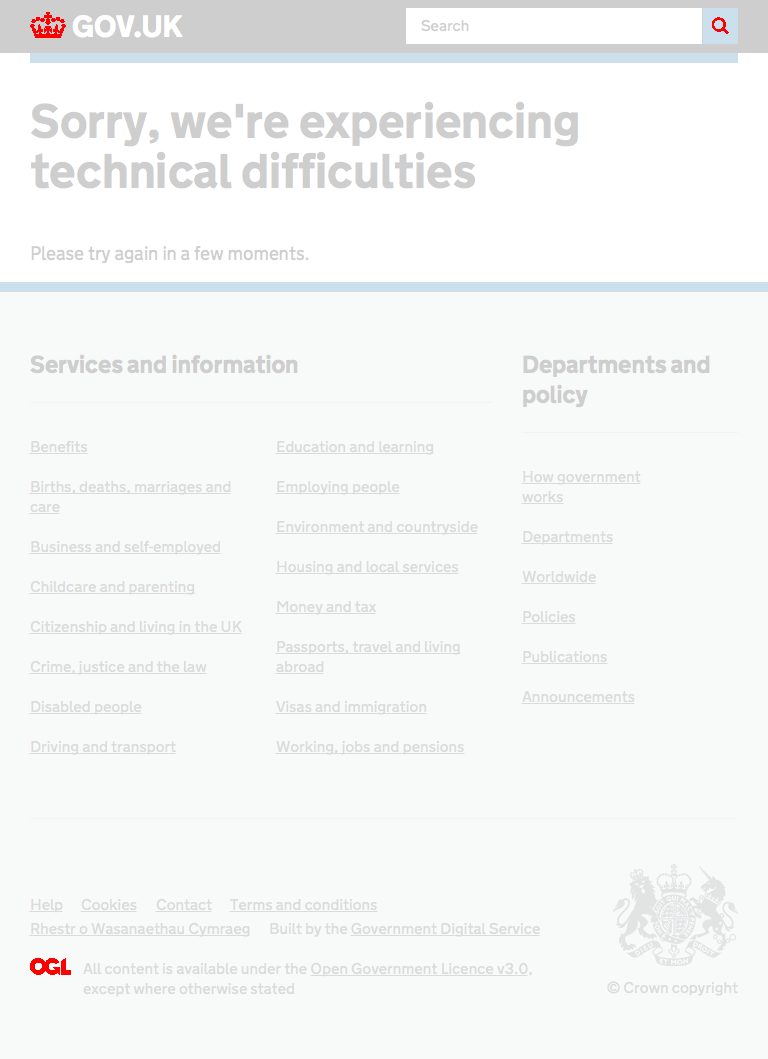 GOV.UK
Search
Sorry, we're experiencing
technical difficulties
Please try again in a few moments.
Services and information
Benefits
Births, deaths, marriages and
care
Business and self-employed
Childcare and parenting
Citizenship and living in the UK
Crime, justice and the law
Disabled people
Driving and transport
Education and learning
Employing people
Environment and countryside
Housing and local services
Money and tax
Passports, travel and living
abroad
Visas and immigration
Working, jobs and pensions
Departments and
policy
How government
works
Departments
Worldwide
Policies
Publications
Announcements
Help Cookies Contact Terms and conditions
Rhestr o Wasanaethau Cymraeg Built by the Government Digital Service
OGL All content is available under the Open Government Licence v3.0,
except where otherwise stated
© Crown copyright